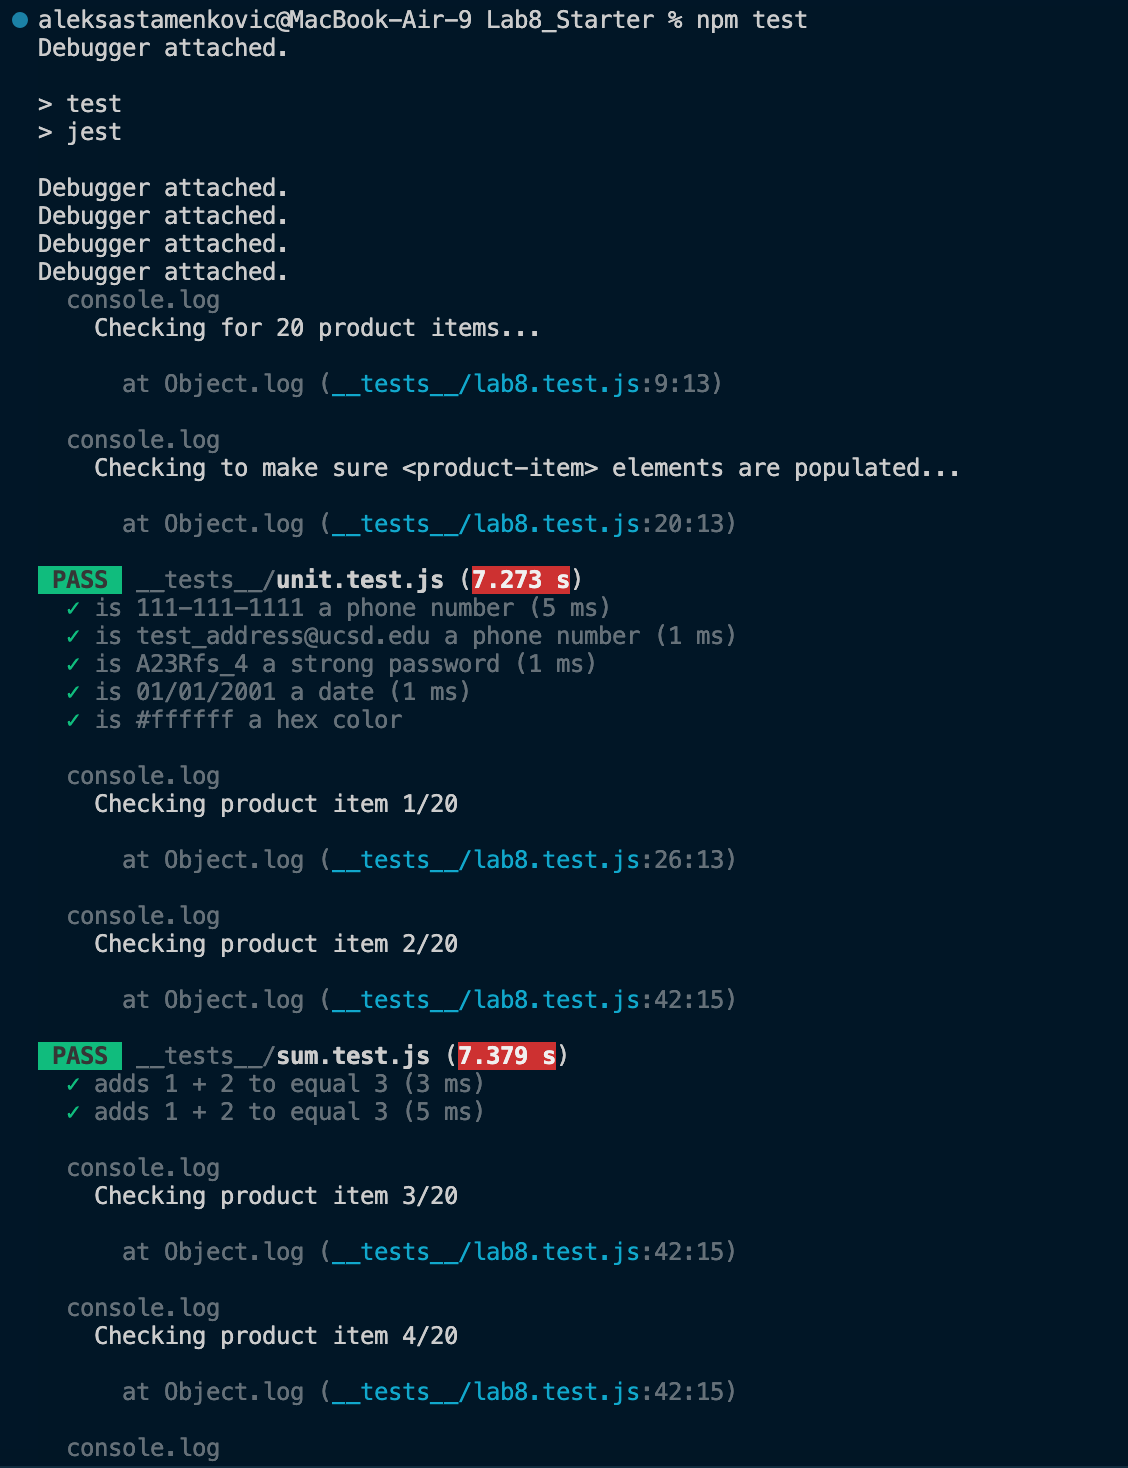 aleksastamenkovic@MacBook-Air-9 Lab8_Starter % npm test
Debugger attached.
> test
> jest
Debugger attached.
Debugger attached.
Debugger attached.
Debugger attached.
console.log
Checking for 20 product items...
at Object.log (__tests__/lab8.test.js:9:13)
console.log
Checking to make sure <product-item> elements are populated...
at Object.log (__tests__/lab8.test.js:20:13)
PASS __tests__/unit.test.js (7.273 s)
✓ is 111-111-1111 a phone number (5 ms)
✓ is test_address@ucsd.edu a phone number (1 ms)
✓ is A23Rfs_4 a strong password (1 ms)
✓ is 01/01/2001 a date (1 ms)
✓ is #ffffff a hex color
console.log
Checking product item 1/20
at Object.log (__tests__/lab8.test.js:26:13)
console.log
Checking product item 2/20
at Object.log (__tests__/lab8.test.js:42:15)
PASS __tests__/sum.test.js (7.379 s)
✓ adds 1 + 2 to equal 3 (3 ms)
✓ adds 1 + 2 to equal 3 (5 ms)
console.log
Checking product item 3/20
at Object.log (__tests__/lab8.test.js:42:15)
console.log
Checking product item 4/20
at Object.log (__tests__/lab8.test.js:42:15)
console.log